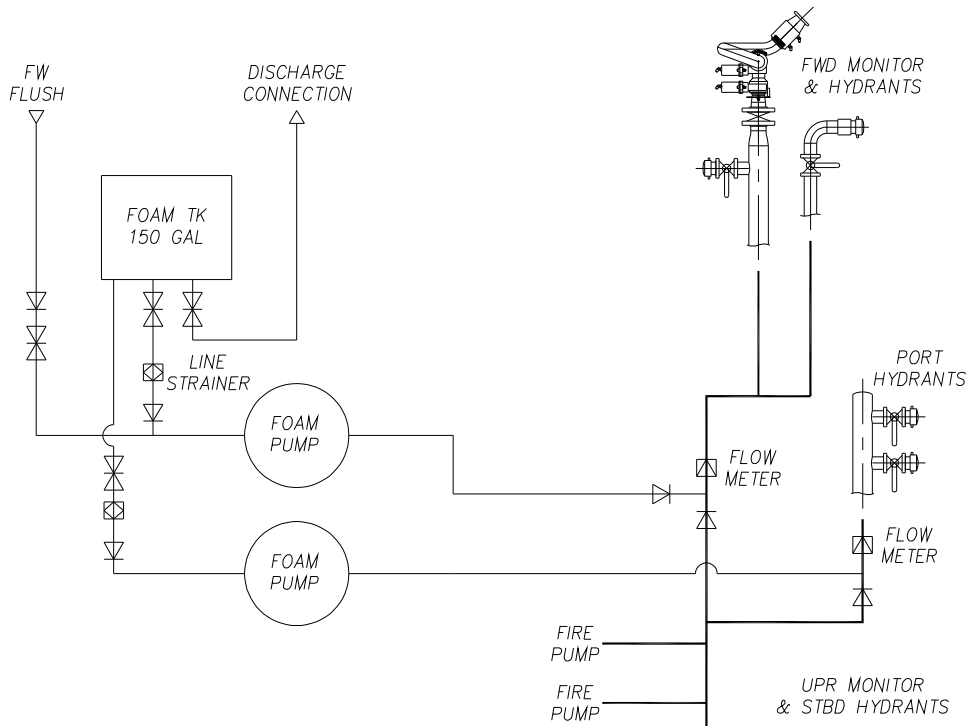 FW
FLUSH
DISCHARGE
CONNECTION
FWD MONITOR
& HYDRANTS
FOAM TK
150 GAL
LINE
STRAINER
PORT
HYDRANTS
FOAM
PUMP
FLOW
METER
FLOW
METER
FOAM
PUMP
FIRE
PUMP
FIRE
PUMP
UPR MONITOR
& STBD HYDRANTS